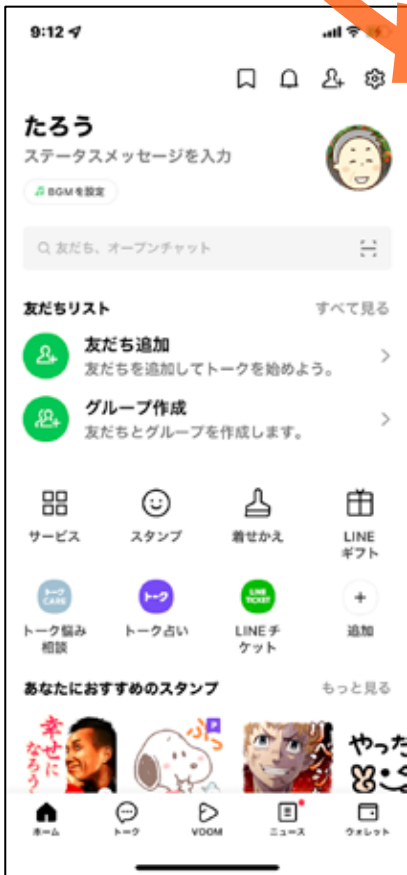 9:12
たろう
ステータスメッセージを入力
BGMを設定
友だち、オープンチャット
友だちリスト
すべて見る
友だち追加
友だちを追加してトークを始めよう。
グループ作成
友だちとグループを作成します。
サービス
スタンプ
着せかえ
LINE
ギフト
トーク
CARE
トーク
LINE
TICKET
トーク悩み
相談
トーク占い
LINEチ
ケット
追加
あなたにおすすめのスタンプ
もっと見る
幸せに
なろう
ぷっ
リベンジ
やった
ホーム
トーク
VOOM
ニュース
ウォレット